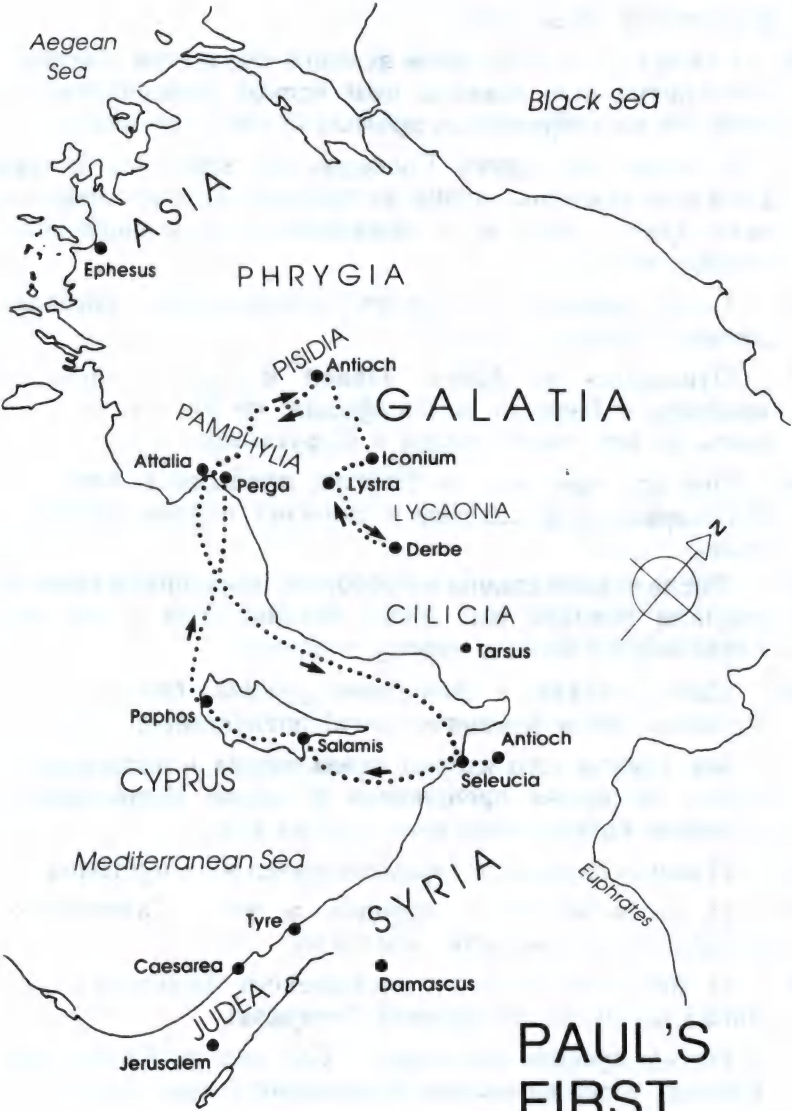 Aegean
Sea
Black Sea
ASIA
Ephesus
PHRYGIA
PISIDIA
Antioch
GALATIA
PAMPHYLIA
Attalia
Perga
Iconium
Lystra
LYCAONIA
Derbe
N
CILICIA
Tarsus
Paphos
Salamis
Antioch
Seleucia
CYPRUS
Mediterranean Sea
SYRIA
Euphrates
Tyre
Caesarea
Damascus
JUDEA
Jerusalem
PAUL'S
FIRST